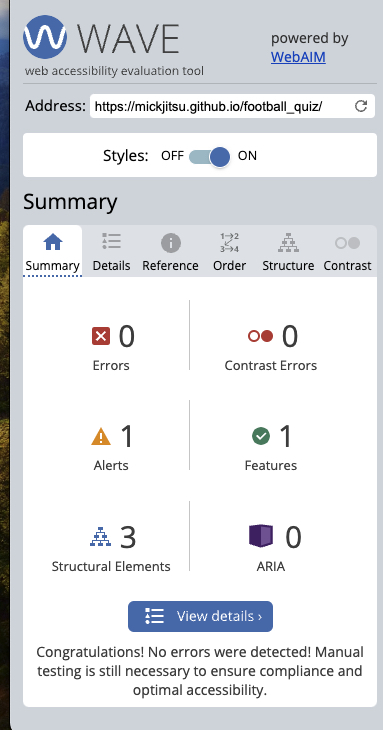 WAVE
web accessibility evaluation tool
powered by
WebAIM
Address: https://mickjitsu.github.io/football_quiz/
Styles: OFF ON
Summary
Summary Details Reference Order Structure Contrast
0
Errors
0
Contrast Errors
1
Alerts
1
Features
3
Structural Elements
0
ARIA
View details ›
Congratulations! No errors were detected! Manual
testing is still necessary to ensure compliance and
optimal accessibility.